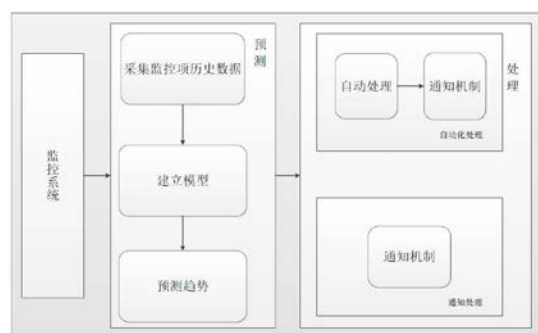 监控系统
预测
采集监控项历史数据
建立模型
预测趋势
处理
自动处理
通知机制
自动化处理
通知机制
通知处理